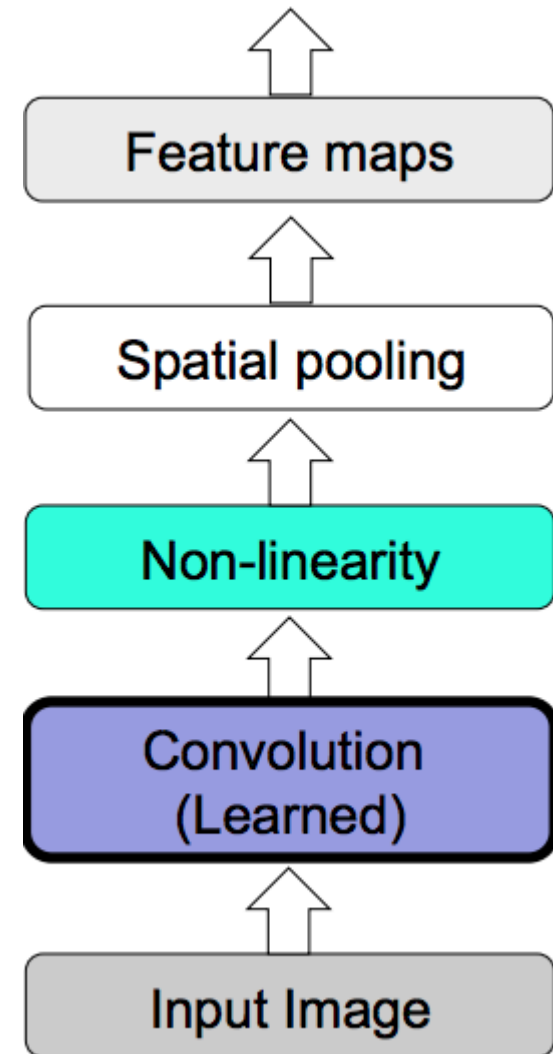 Feature maps
Spatial pooling
Non-linearity
Convolution
(Learned)
Input Image